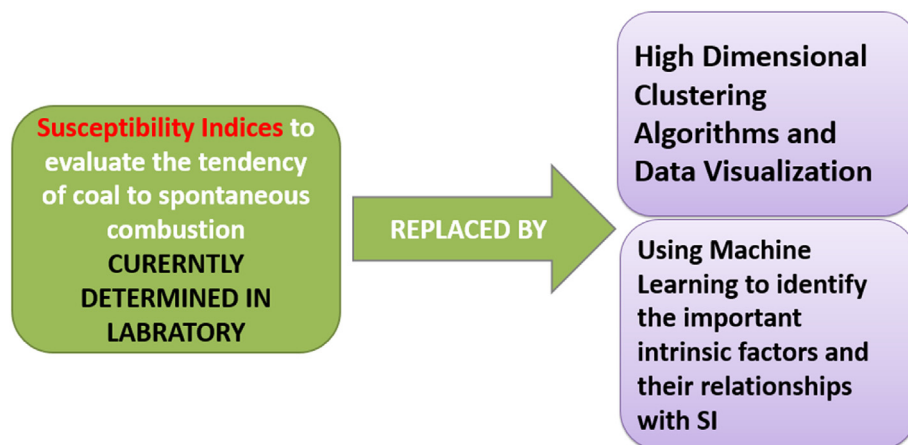 Susceptibility Indices to
evaluate the tendency
of coal to spontaneous
combustion
CURERNTLY
DETERMINED IN
LABRATORY
REPLACED BY
High Dimensional
Clustering
Algorithms and
Data Visualization
Using Machine
Learning to identify
the important
intrinsic factors and
their relationships
with SI